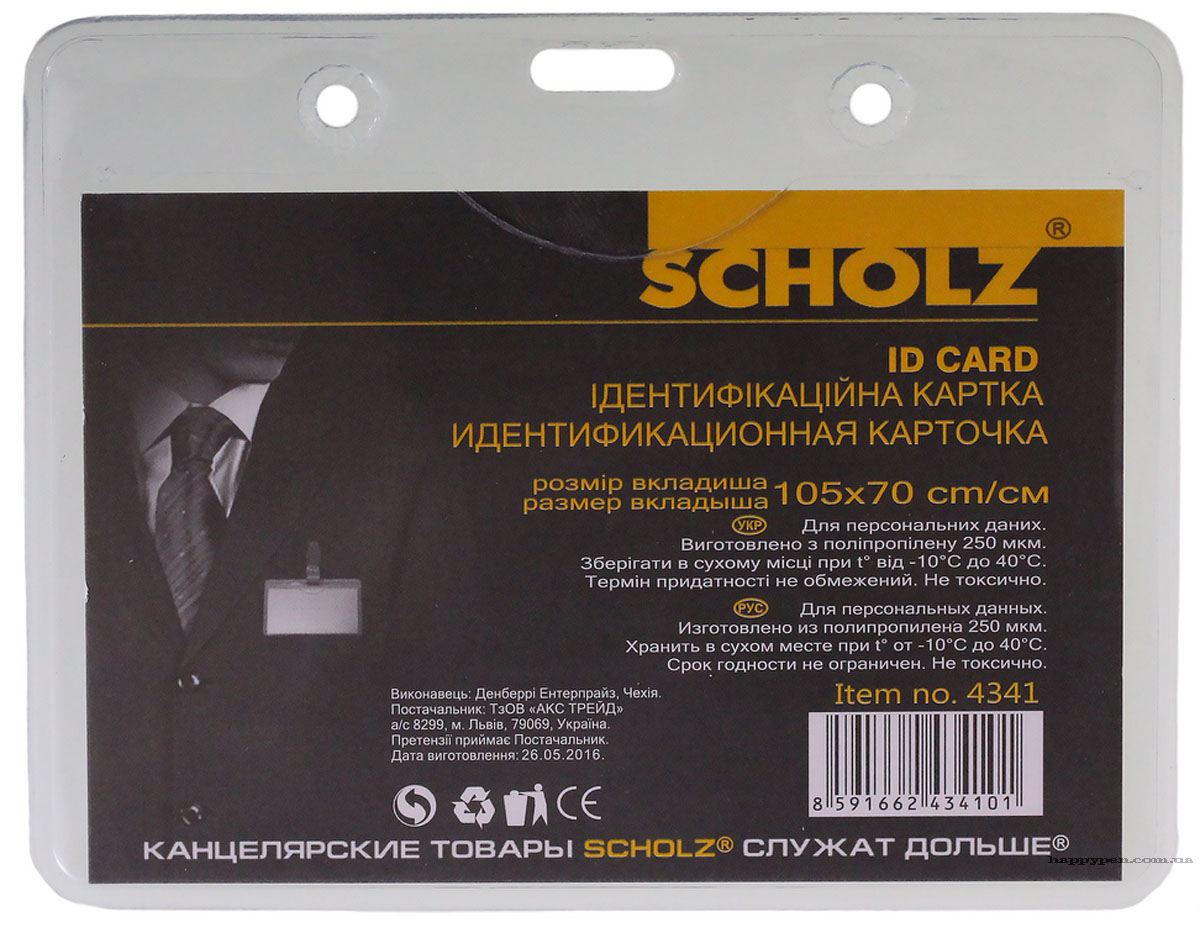 SCHOLZ®
ID CARD
ІДЕНТИФІКАЦІЙНА КАРТКА
ИДЕНТИФИКАЦИОННАЯ КАРТОЧКА
розмір вкладиша
размер вкладыша 105x70 cm/см
УКР Для персональних даних.
Виготовлено з поліпропілену 250 мкм.
Зберігати в сухому місці при t° від -10°С до 40°С.
Термін придатності не обмежений. Не токсично.
РУС Для персональных данных.
Изготовлено из полипропилена 250 мкм.
Хранить в сухом месте при t° от -10°С до 40°С.
Срок годности не ограничен. Не токсично.
Item no. 4341
Виконавець: Денберрі Ентерпрайз, Чехія.
Постачальник: ТзОВ «АКС ТРЕЙД»
а/с 8299, м. Львів, 79069, Україна.
Претензії приймає Постачальник.
Дата виготовлення: 26.05.2016.
8 591662 434101
CE
КАНЦЕЛЯРСКИЕ ТОВАРЫ SCHOLZ® СЛУЖАТ ДОЛЬШЕ®
happypen.com.ua